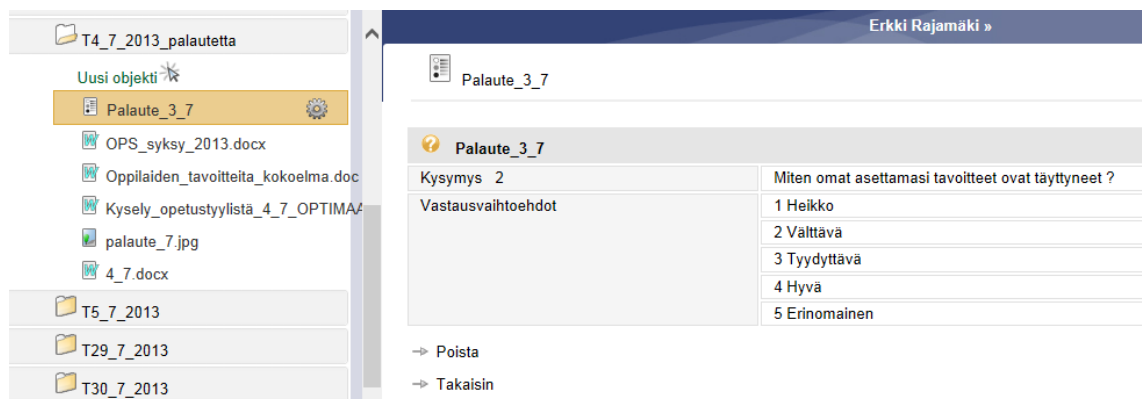 T4_7_2013_palautetta
Uusi objekti
Palaute_3_7
OPS_syksy_2013.docx
Oppilaiden_tavoitteita_kokoelma.doc
Kysely_opetustyylistä_4_7_OPTIMAA
palaute_7.jpg
4_7.docx
T5_7_2013
T29_7_2013
T30_7_2013
Erkki Rajamäki »
Palaute_3_7
Palaute_3_7
Kysymys 2 Miten omat asettamasi tavoitteet ovat täyttyneet ?
Vastausvaihtoehdot 1 Heikko
2 Välttävä
3 Tyydyttävä
4 Hyvä
5 Erinomainen
Poista
Takaisin